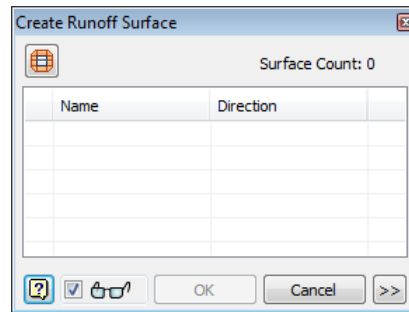 Create Runoff Surface
Surface Count: 0
Name Direction
OK Cancel >>